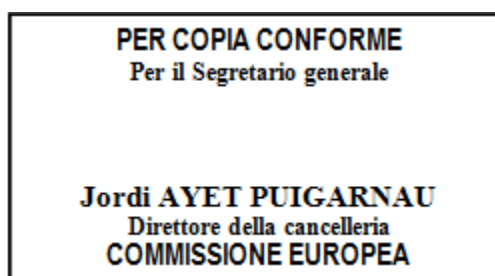 PER COPIA CONFORME
Per il Segretario generale
Jordi AYET PUIGARNAU
Direttore della cancelleria
COMMISSIONE EUROPEA